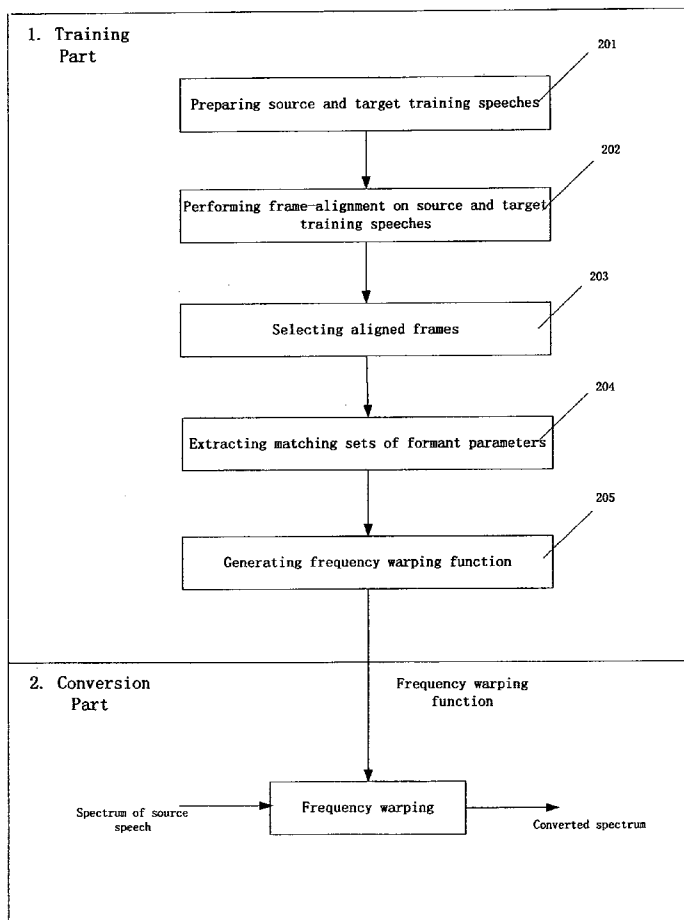 1. Training
Part
201
Preparing source and target training speeches
202
Performing frame-alignment on source and target
training speeches
203
Selecting aligned frames
204
Extracting matching sets of formant parameters
205
Generating frequency warping function
2. Conversion
Part
Frequency warping
function
Spectrum of source
speech
Frequency warping
Converted spectrum